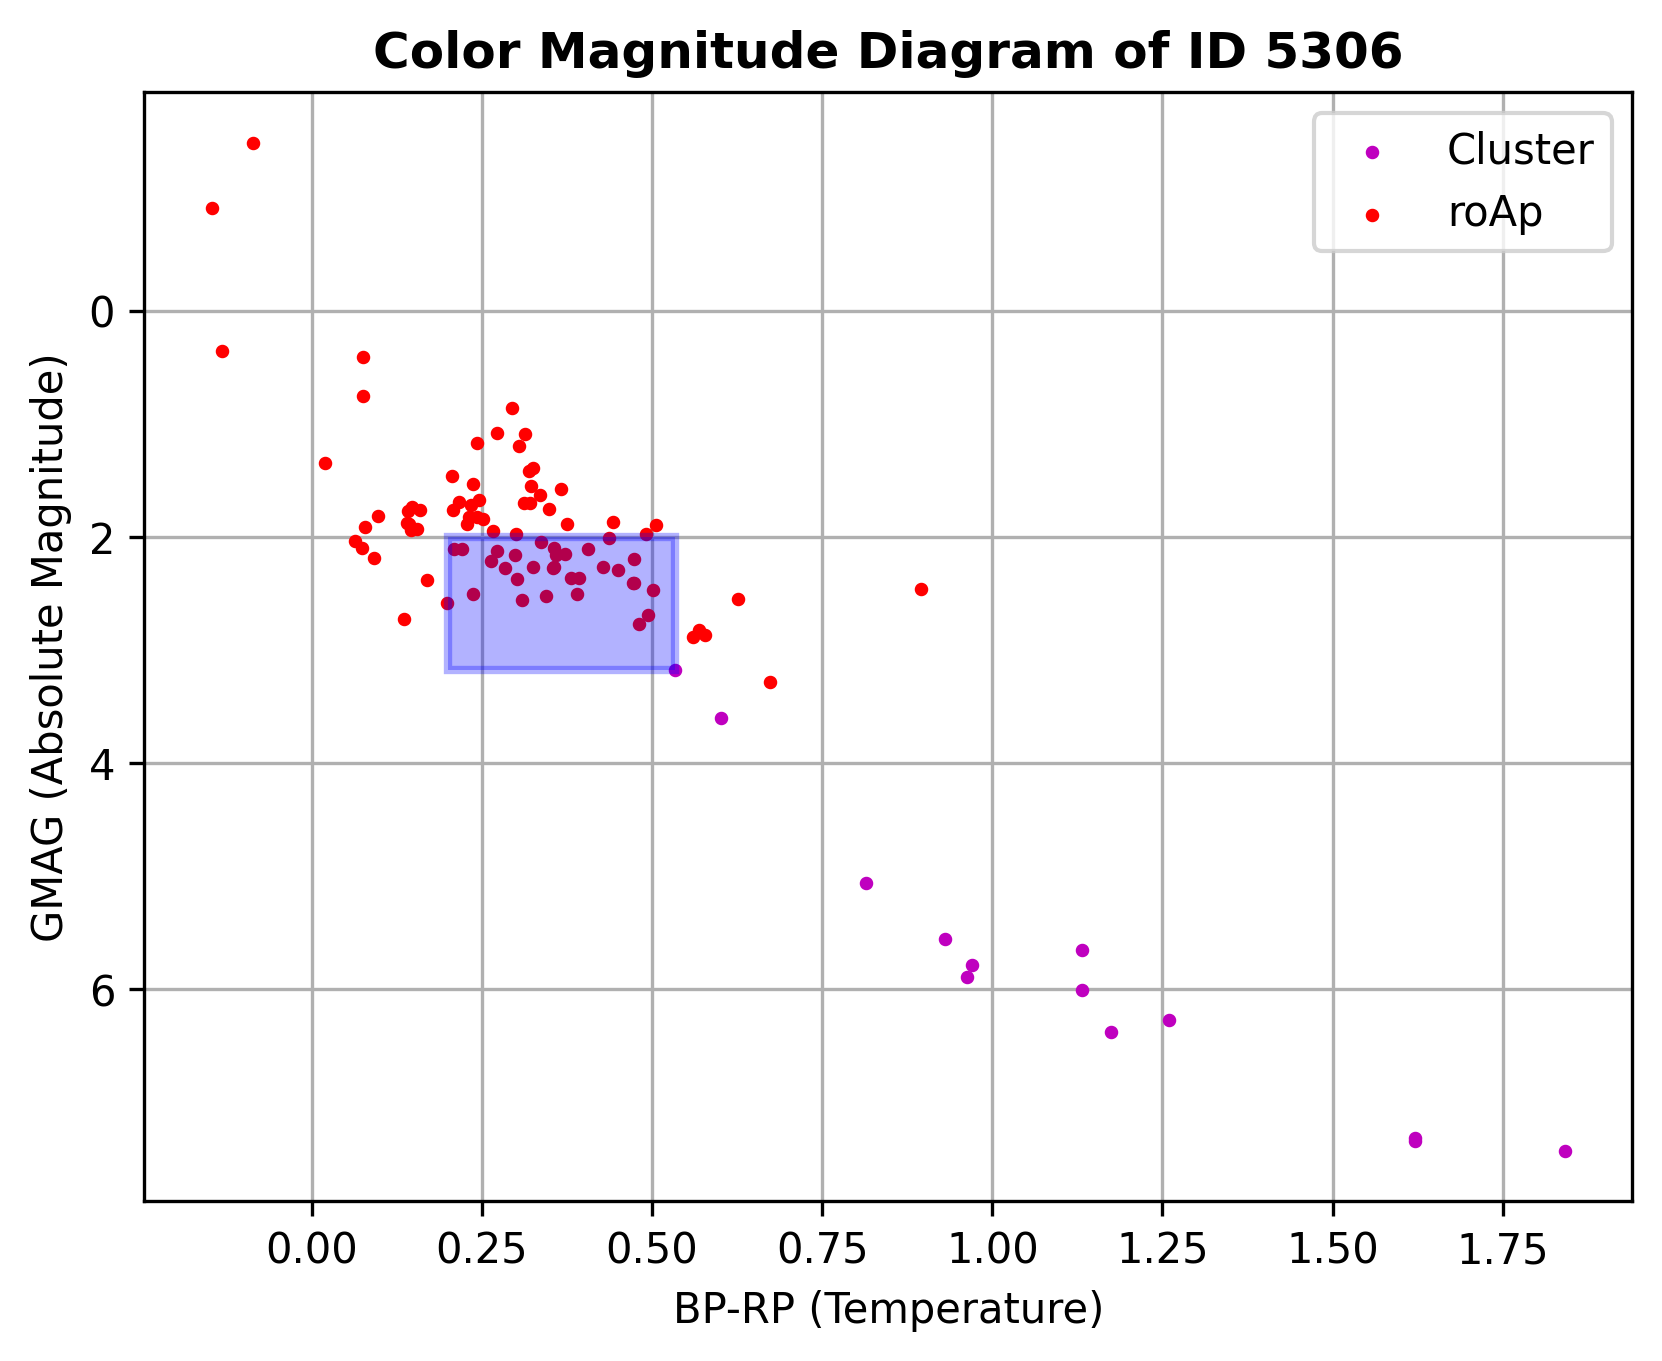 Color Magnitude Diagram of ID 5306
Cluster
roAp
GMAG (Absolute Magnitude)
0
2
4
6
0.00 0.25 0.50 0.75 1.00 1.25 1.50 1.75
BP-RP (Temperature)